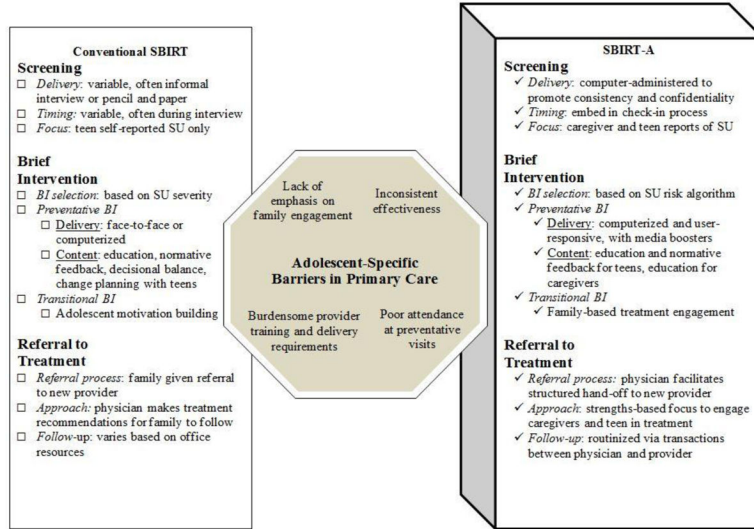 Conventional SBIRT
Screening
☐ Delivery: variable, often informal
interview or pencil and paper
☐ Timing: variable, often during interview
☐ Focus: teen self-reported SU only
Brief
Intervention
☐ BI selection: based on SU severity
☐ Preventative BI
☐ Delivery: face-to-face or
computerized
☐ Content: education, normative
feedback, decisional balance,
change planning with teens
☐ Transitional BI
☐ Adolescent motivation building
Referral to
Treatment
☐ Referral process: family given referral
to new provider
☐ Approach: physician makes treatment
recommendations for family to follow
☐ Follow-up: varies based on office
resources
Lack of
emphasis on
family engagement
Inconsistent
effectiveness
Adolescent-Specific
Barriers in Primary Care
Burdensome provider
training and delivery
requirements
Poor attendance
at preventative
visits
SBIRT-A
Screening
✓ Delivery: computer-administered to
promote consistency and confidentiality
✓ Timing: embed in check-in process
✓ Focus: caregiver and teen reports of SU
Brief
Intervention
✓ BI selection: based on SU risk algorithm
✓ Preventative BI
✓ Delivery: computerized and user-
responsive, with media boosters
✓ Content: education and normative
feedback for teens, education for
caregivers
✓ Transitional BI
✓ Family-based treatment engagement
Referral to
Treatment
✓ Referral process: physician facilitates
structured hand-off to new provider
✓ Approach: strengths-based focus to engage
caregivers and teen in treatment
✓ Follow-up: routinized via transactions
between physician and provider